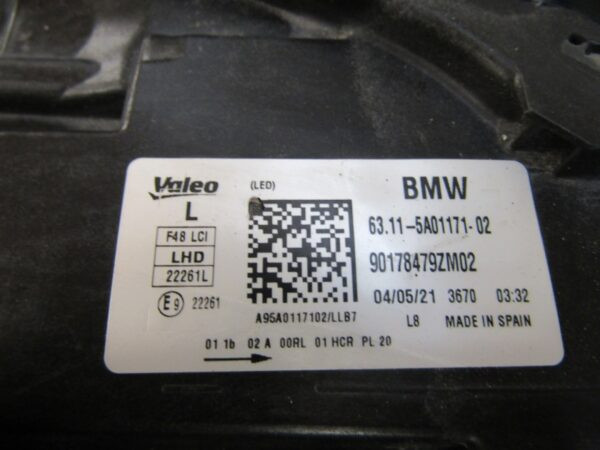 Valeo (LED) BMW
L 63.11-5A01171-02
F48 LCI
LHD 90178479ZM02
22261L
E9 22261 04/05/21 3670 03:32
A95A0117102/LLB7 L8 MADE IN SPAIN
01 1b 02 A 00RL 01 HCR PL 20